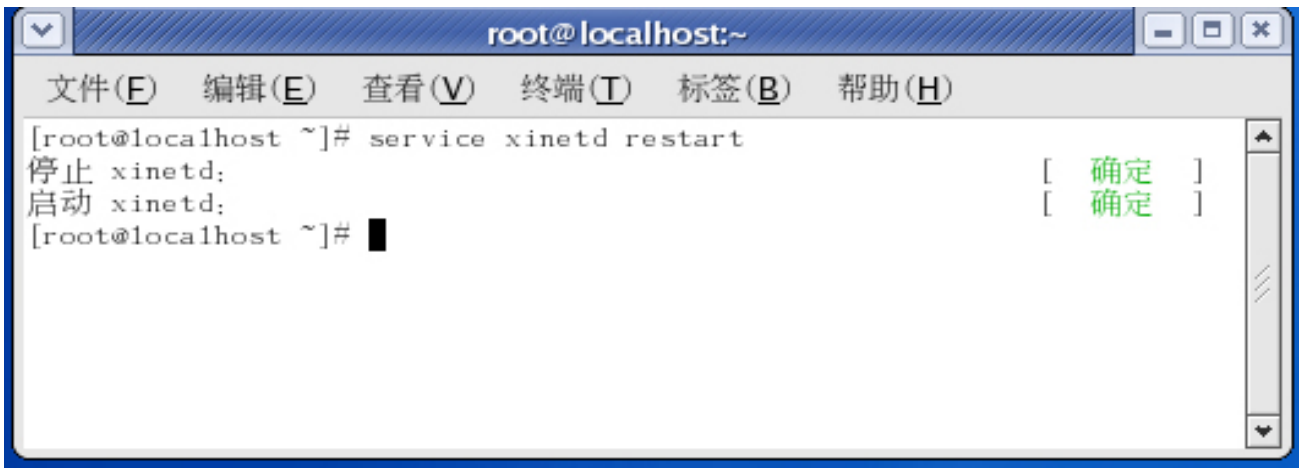 root@localhost:~
文件(F) 编辑(E) 查看(V) 终端(T) 标签(B) 帮助(H)
[root@localhost ~]# service xinetd restart
停止 xinetd: [ 确定 ]
启动 xinetd: [ 确定 ]
[root@localhost ~]#